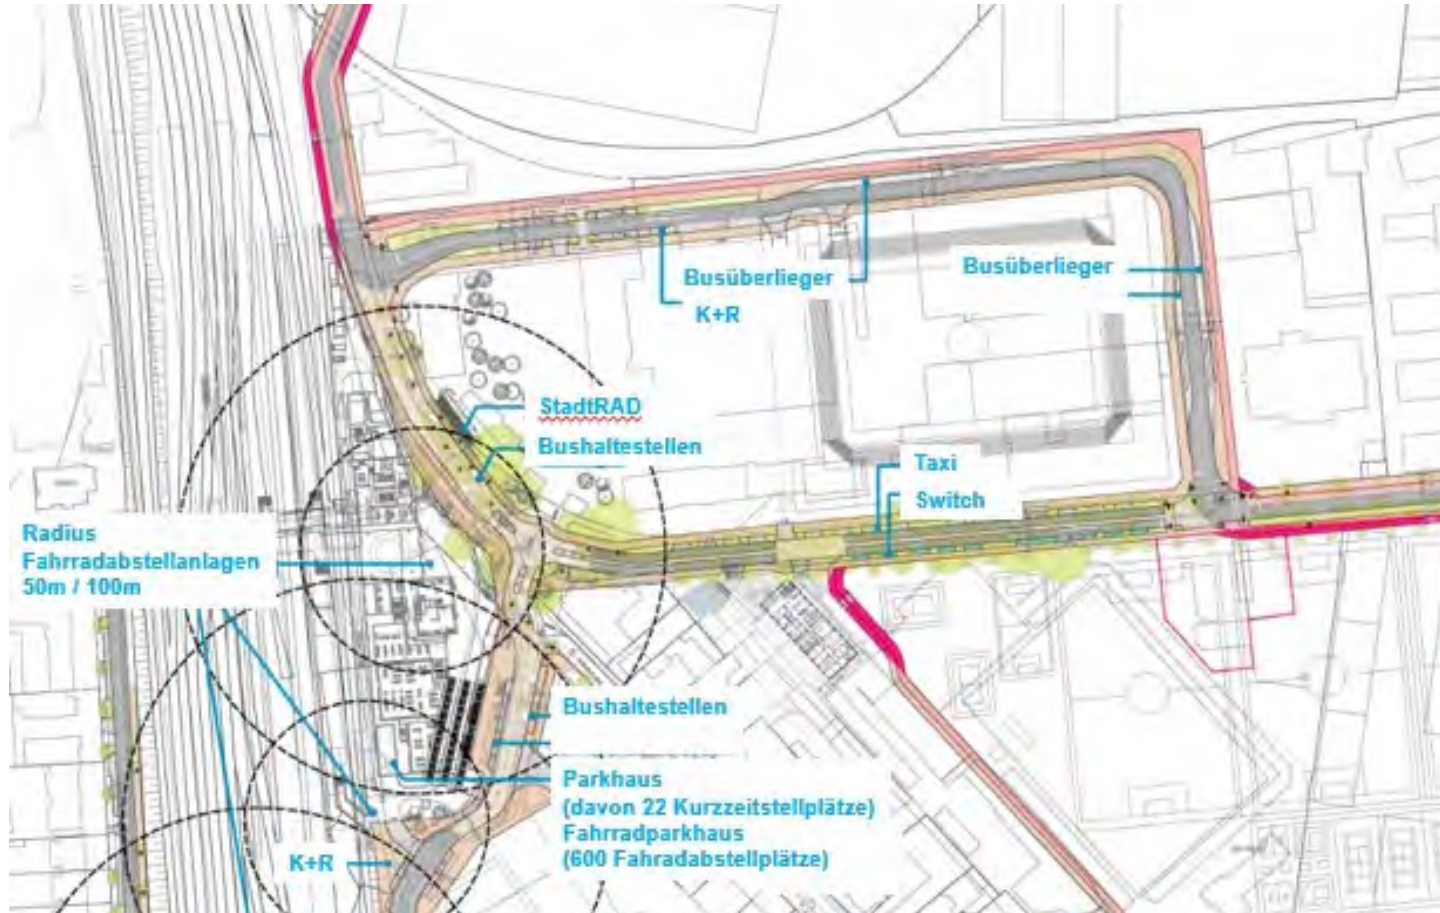 Busüberlieger
K+R
Busüberlieger
StadtRAD
Bushaltestellen
Taxi
Switch
Radius
Fahrradabstellanlagen
50m / 100m
Bushaltestellen
Parkhaus
(davon 22 Kurzzeitstellplätze)
Fahrradparkhaus
(600 Fahradabstellplätze)
K+R